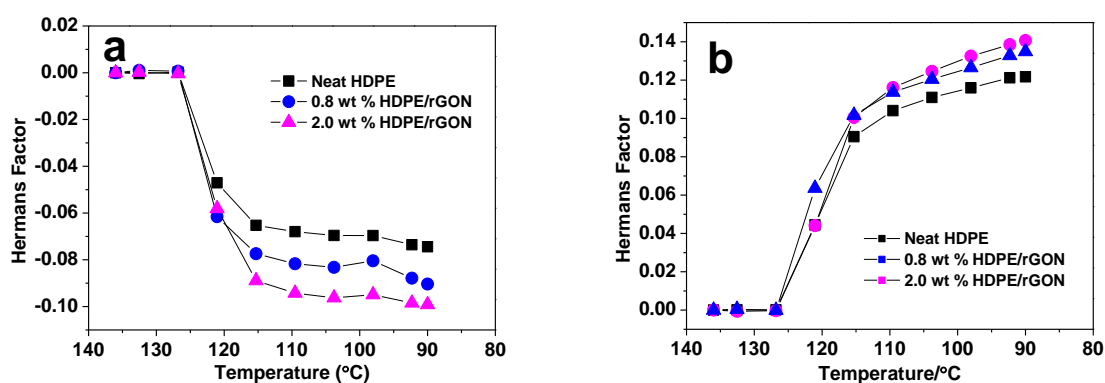 a
0.02
0.00
-0.02
-0.04
-0.06
-0.08
-0.10
Hermans Factor
Neat HDPE
0.8 wt % HDPE/rGON
2.0 wt % HDPE/rGON
140 130 120 110 100 90 80
Temperature (°C)
b
0.14
0.12
0.10
0.08
0.06
0.04
0.02
0.00
Hermans Factor
Neat HDPE
0.8 wt % HDPE/rGON
2.0 wt % HDPE/rGON
140 130 120 110 100 90 80
Temperature/°C